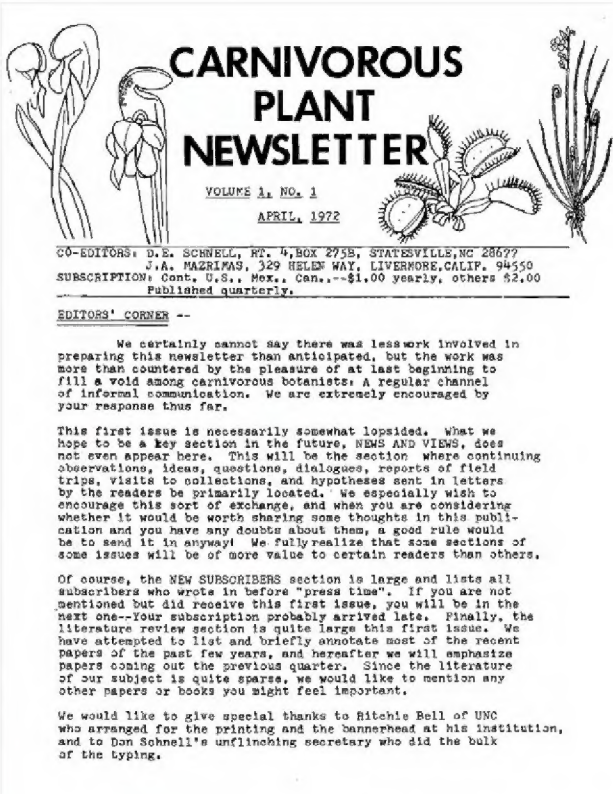 CARNIVOROUS
PLANT
NEWSLETTER
VOLUME 1, NO. 1
APRIL, 1972
CO-EDITORS: D.E. SCHNELL, RT. 4, BOX 275B, STATESVILLE, NC 28677
J.A. MAZRIMAS, 329 HELEN WAY, LIVERMORE, CALIF. 94550
SUBSCRIPTION: Cont. U.S., Mex., Can.,--$1.00 yearly, others $2.00
Published quarterly.
EDITORS' CORNER --
We certainly cannot say there was less work involved in
preparing this newsletter than anticipated, but the work was
more than countered by the pleasure of at last beginning to
fill a void among carnivorous botanists: A regular channel
of informal communication. We are extremely encouraged by
your response thus far.
This first issue is necessarily somewhat lopsided. What we
hope to be a key section in the future, NEWS AND VIEWS, does
not even appear here. This will be the section where continuing
observations, ideas, questions, dialogues, reports of field
trips, visits to collections, and hypotheses sent in letters
by the readers be primarily located. We especially wish to
encourage this sort of exchange, and when you are considering
whether it would be worth sharing some thoughts in this publi-
cation and you have any doubts about them, a good rule would
be to send it in anyway! We fully realize that some sections of
some issues will be of more value to certain readers than others.
Of course, the NEW SUBSCRIBERS section is large and lists all
subscribers who wrote in before "press time". If you are not
mentioned but did receive this first issue, you will be in the
next one--Your subscription probably arrived late. Finally, the
literature review section is quite large this first issue. We
have attempted to list and briefly annotate most of the recent
papers of the past few years, and hereafter we will emphasize
papers coming out the previous quarter. Since the literature
of our subject is quite sparse, we would like to mention any
other papers or books you might feel important.
We would like to give special thanks to Ritchie Bell of UNC
who arranged for the printing and the bannerhead at his institution,
and to Don Schnell's unflinching secretary who did the bulk
of the typing.